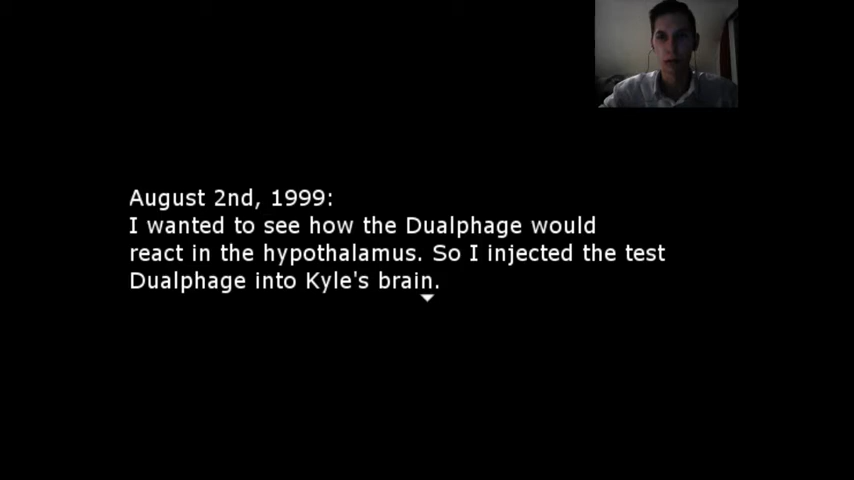 August 2nd, 1999:
I wanted to see how the Dualphage would
react in the hypothalamus. So I injected the test
Dualphage into Kyle's brain.